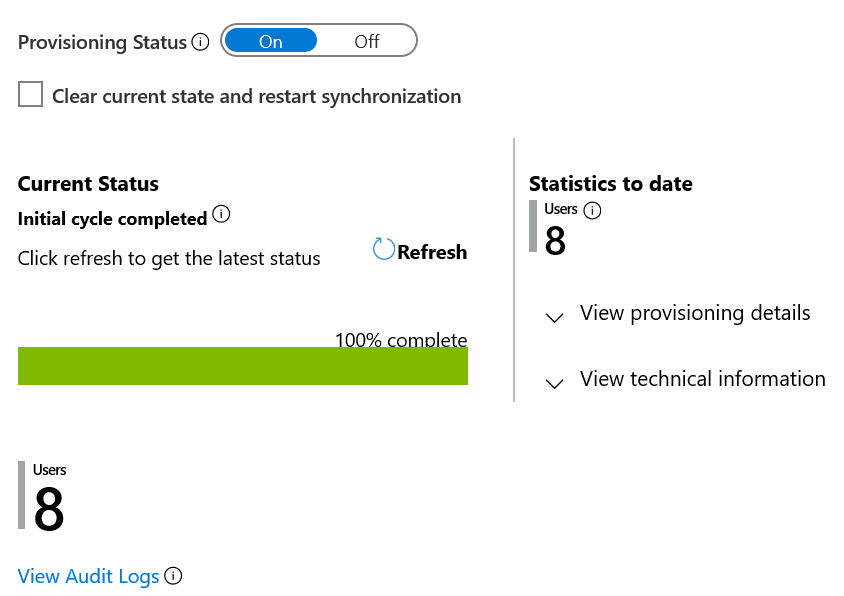 Provisioning Status
On Off
Clear current state and restart synchronization
Current Status
Initial cycle completed
Click refresh to get the latest status
Refresh
100% complete
Users
8
View Audit Logs
Statistics to date
Users
8
View provisioning details
View technical information